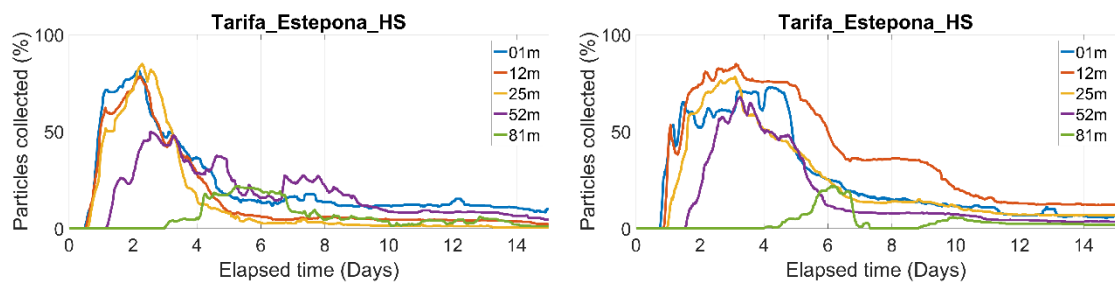 Tarifa_Estepona_HS
Particles collected (%)
100
50
0
01m
12m
25m
52m
81m
0 2 4 6 8 10 12 14
Elapsed time (Days)
Tarifa_Estepona_HS
Particles collected (%)
100
50
0
01m
12m
25m
52m
81m
0 2 4 6 8 10 12 14
Elapsed time (Days)